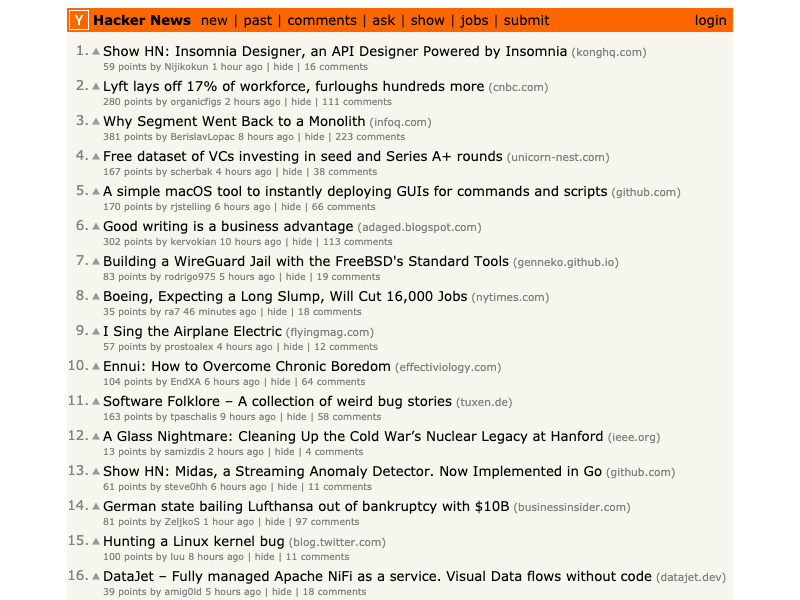 Y Hacker News new | past | comments | ask | show | jobs | submit login
1. Show HN: Insomnia Designer, an API Designer Powered by Insomnia (konghq.com)
59 points by Nijikokun 1 hour ago | hide | 16 comments
2. Lyft lays off 17% of workforce, furloughs hundreds more (cnbc.com)
280 points by organicfigs 2 hours ago | hide | 111 comments
3. Why Segment Went Back to a Monolith (infoq.com)
381 points by BerislavLopac 8 hours ago | hide | 223 comments
4. Free dataset of VCs investing in seed and Series A+ rounds (unicorn-nest.com)
167 points by scherbak 4 hours ago | hide | 38 comments
5. A simple macOS tool to instantly deploying GUIs for commands and scripts (github.com)
170 points by rjstelling 6 hours ago | hide | 66 comments
6. Good writing is a business advantage (adaged.blogspot.com)
302 points by kervokian 10 hours ago | hide | 113 comments
7. Building a WireGuard Jail with the FreeBSD's Standard Tools (genneko.github.io)
83 points by rodrigo975 5 hours ago | hide | 19 comments
8. Boeing, Expecting a Long Slump, Will Cut 16,000 Jobs (nytimes.com)
35 points by ra7 46 minutes ago | hide | 18 comments
9. I Sing the Airplane Electric (flyingmag.com)
57 points by prostoalex 4 hours ago | hide | 12 comments
10. Ennui: How to Overcome Chronic Boredom (effectiviology.com)
104 points by EndXA 6 hours ago | hide | 64 comments
11. Software Folklore – A collection of weird bug stories (tuxen.de)
163 points by tpaschalis 9 hours ago | hide | 58 comments
12. A Glass Nightmare: Cleaning Up the Cold War’s Nuclear Legacy at Hanford (ieee.org)
13 points by samizdis 2 hours ago | hide | 4 comments
13. Show HN: Midas, a Streaming Anomaly Detector. Now Implemented in Go (github.com)
61 points by steve0hh 6 hours ago | hide | 11 comments
14. German state bailing Lufthansa out of bankruptcy with $10B (businessinsider.com)
81 points by ZeljkoS 1 hour ago | hide | 97 comments
15. Hunting a Linux kernel bug (blog.twitter.com)
100 points by luu 8 hours ago | hide | 11 comments
16. DataJet – Fully managed Apache NiFi as a service. Visual Data flows without code (datajet.dev)
39 points by amig0ld 5 hours ago | hide | 18 comments